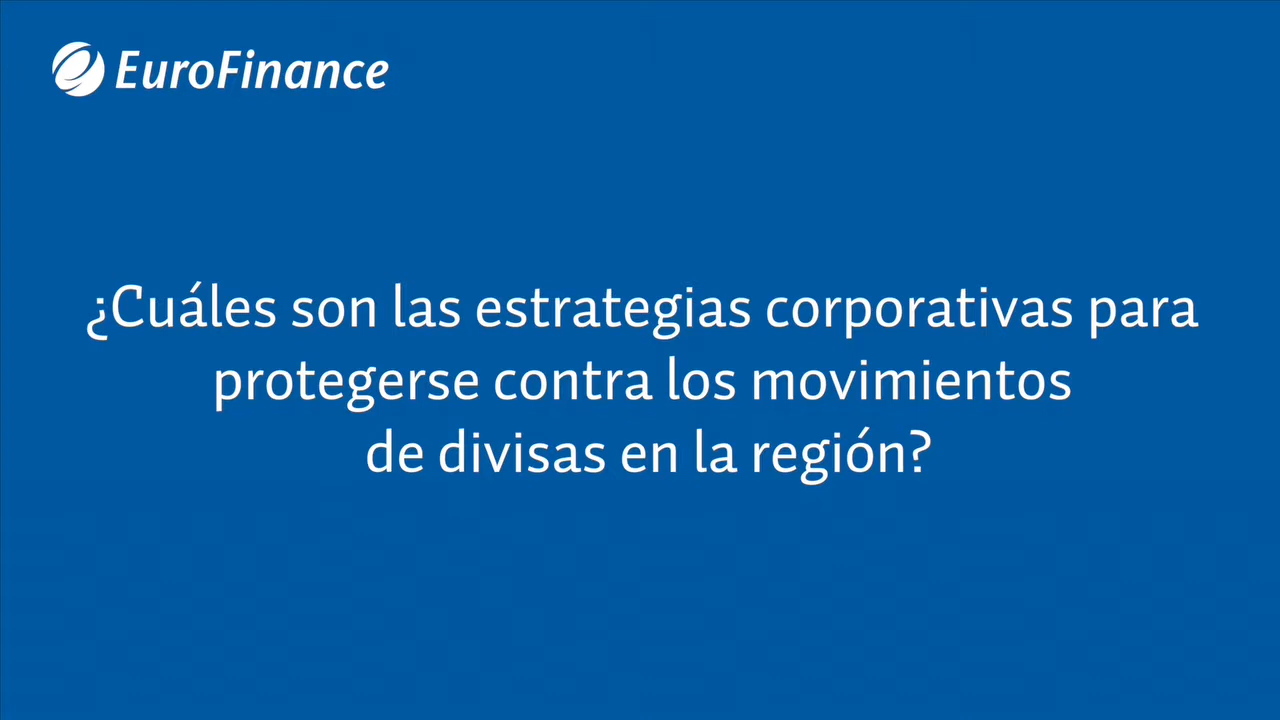 EuroFinance
¿Cuáles son las estrategias corporativas para
protegerse contra los movimientos
de divisas en la región?